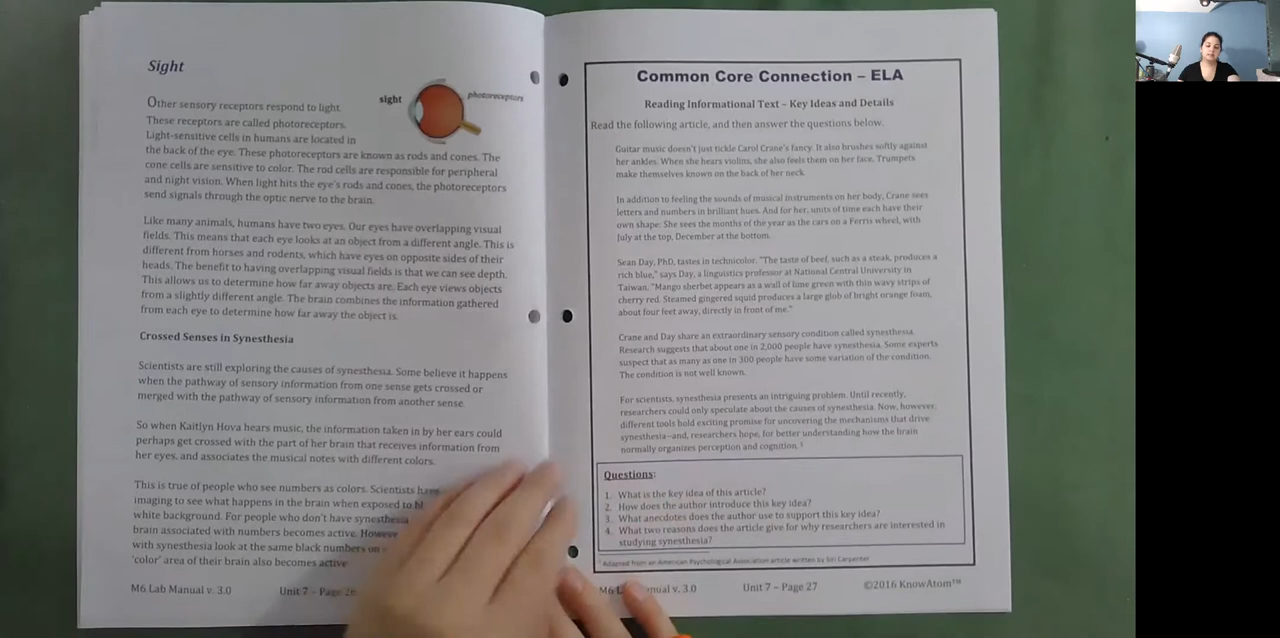 Sight
Other sensory receptors respond to light.
These receptors are called photoreceptors.
Light-sensitive cells in humans are located in
the back of the eye. These photoreceptors are known as rods and cones. The
cone cells are sensitive to color. The rod cells are responsible for peripheral
and night vision. When light hits the eye's rods and cones, the photoreceptors
send signals through the optic nerve to the brain.
sight
photoreceptors
Like many animals, humans have two eyes. Our eyes have overlapping visual
fields. This means that each eye looks at an object from a different angle. This is
different from horses and rodents, which have eyes on opposite sides of their
heads. The benefit to having overlapping visual fields is that we can see depth.
This allows us to determine how far away objects are. Each eye views objects
from a slightly different angle. The brain combines the information gathered
from each eye to determine how far away the object is.
Crossed Senses in Synesthesia
Scientists are still exploring the causes of synesthesia. Some believe it happens
when the pathway of sensory information from one sense gets crossed or
merged with the pathway of sensory information from another sense.
So when Kaitlyn Hova hears music, the information taken in by her ears could
perhaps get crossed with the part of her brain that receives information from
her eyes, and associates the musical notes with different colors.
This is true of people who see numbers as colors. Scientists have
imaging to see what happens in the brain when exposed to bl
white background. For people who don't have synesthesia
brain associated with numbers becomes active. Howeve
with synesthesia look at the same black numbers on
'color' area of their brain also becomes active
M6 Lab Manual v. 3.0
Unit 7 – Page 26
Common Core Connection – ELA
Reading Informational Text – Key Ideas and Details
Read the following article, and then answer the questions below.
Guitar music doesn't just tickle Carol Crane's fancy. It also brushes softly against
her ankles. When she hears violins, she also feels them on her face. Trumpets
make themselves known on the back of her neck.
In addition to feeling the sounds of musical instruments on her body, Crane sees
letters and numbers in brilliant hues. And for her, units of time each have their
own shape: She sees the months of the year as the cars on a Ferris wheel, with
July at the top, December at the bottom.
Sean Day, PhD, tastes in technicolor. "The taste of beef, such as a steak, produces a
rich blue," says Day, a linguistics professor at National Central University in
Taiwan. "Mango sherbet appears as a wall of lime green with thin wavy strips of
cherry red. Steamed gingered squid produces a large glob of bright orange foam,
about four feet away, directly in front of me."
Crane and Day share an extraordinary sensory condition called synesthesia.
Research suggests that about one in 2,000 people have synesthesia. Some experts
suspect that as many as one in 300 people have some variation of the condition.
The condition is not well known.
For scientists, synesthesia presents an intriguing problem. Until recently,
researchers could only speculate about the causes of synesthesia. Now, however,
different tools hold exciting promise for uncovering the mechanisms that drive
synesthesia—and, researchers hope, for better understanding how the brain
normally organizes perception and cognition.¹
Questions:
1. What is the key idea of this article?
2. How does the author introduce this key idea?
3. What anecdotes does the author use to support this key idea?
4. What two reasons does the article give for why researchers are interested in
studying synesthesia?
¹ Adapted from an American Psychological Association article written by Siri Carpenter
M6 L nual v. 3.0
Unit 7 – Page 27
©2016 KnowAtom™